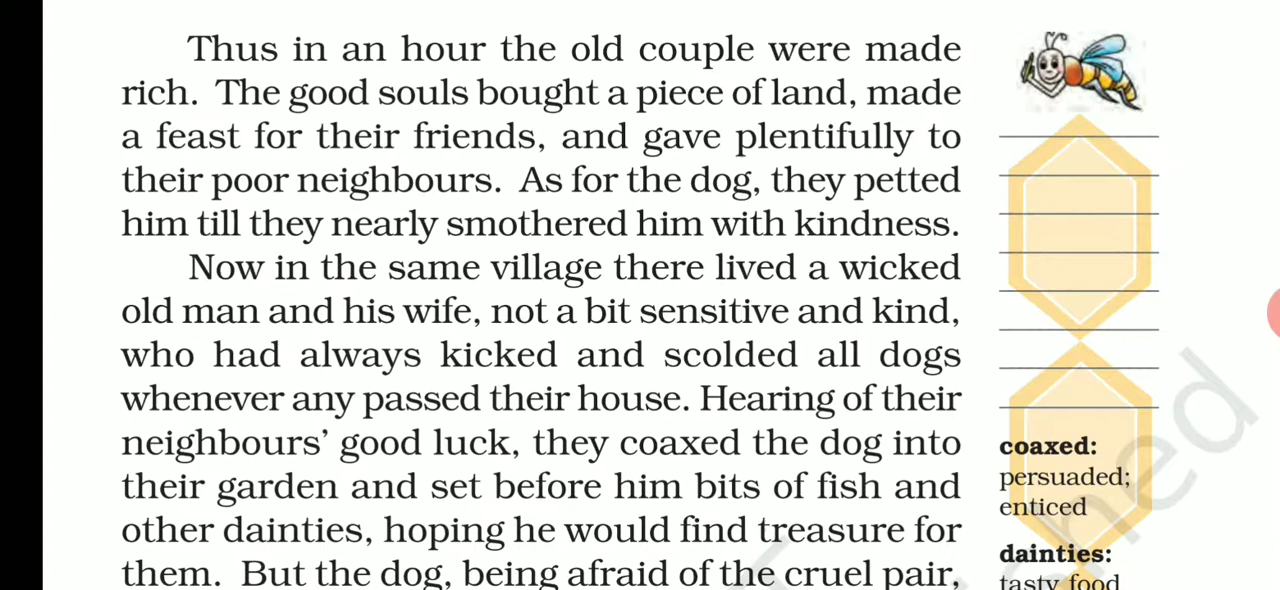 Thus in an hour the old couple were made
rich. The good souls bought a piece of land, made
a feast for their friends, and gave plentifully to
their poor neighbours. As for the dog, they petted
him till they nearly smothered him with kindness.
Now in the same village there lived a wicked
old man and his wife, not a bit sensitive and kind,
who had always kicked and scolded all dogs
whenever any passed their house. Hearing of their
neighbours' good luck, they coaxed the dog into
their garden and set before him bits of fish and
other dainties, hoping he would find treasure for
them. But the dog, being afraid of the cruel pair,
coaxed:
persuaded;
enticed
dainties:
tasty food